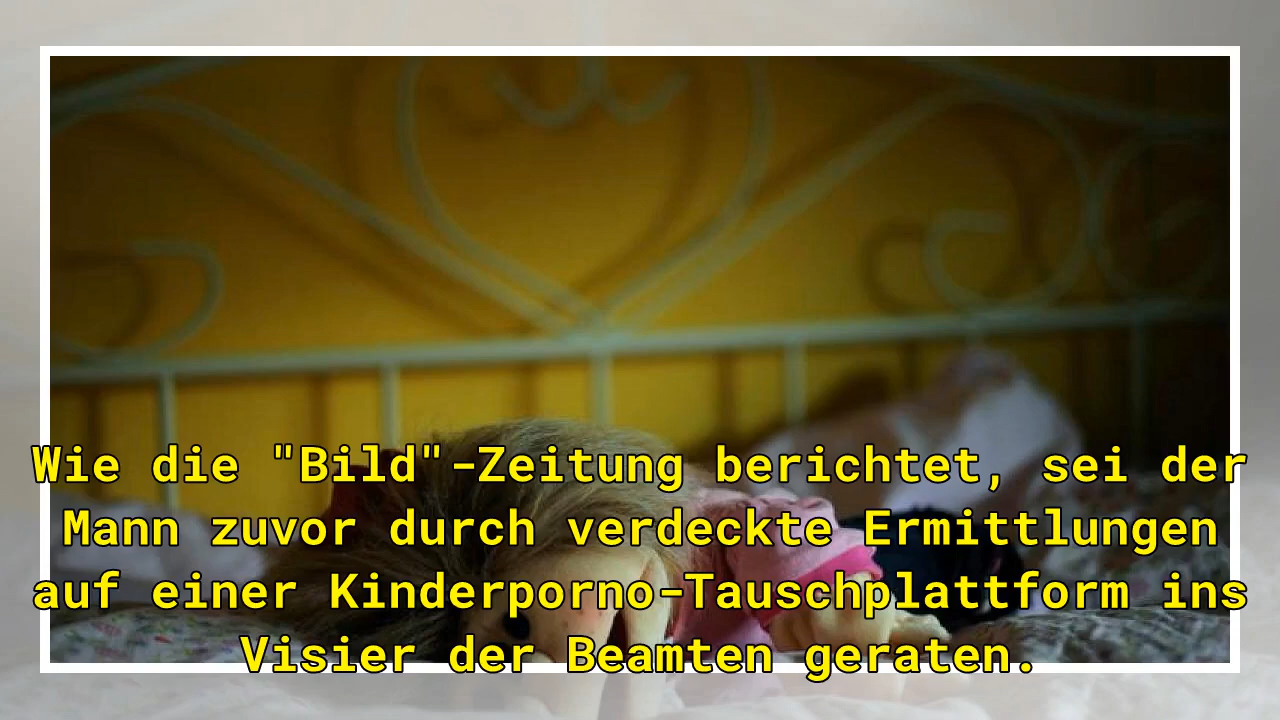 Wie die "Bild"-Zeitung berichtet, sei der
Mann zuvor durch verdeckte Ermittlungen
auf einer Kinderporno-Tauschplattform ins
Visier der Beamten geraten.